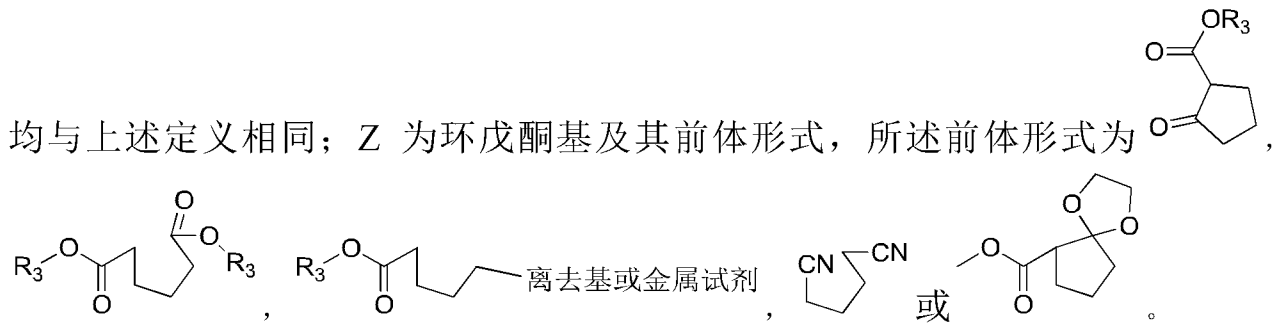 OR₃
O
均与上述定义相同；Z 为环戊酮基及其前体形式，所述前体形式为 O ，
R₃ O O O O R₃ ， R₃ O O 离去基或金属试剂 ， CN CN 或 O O O O 。